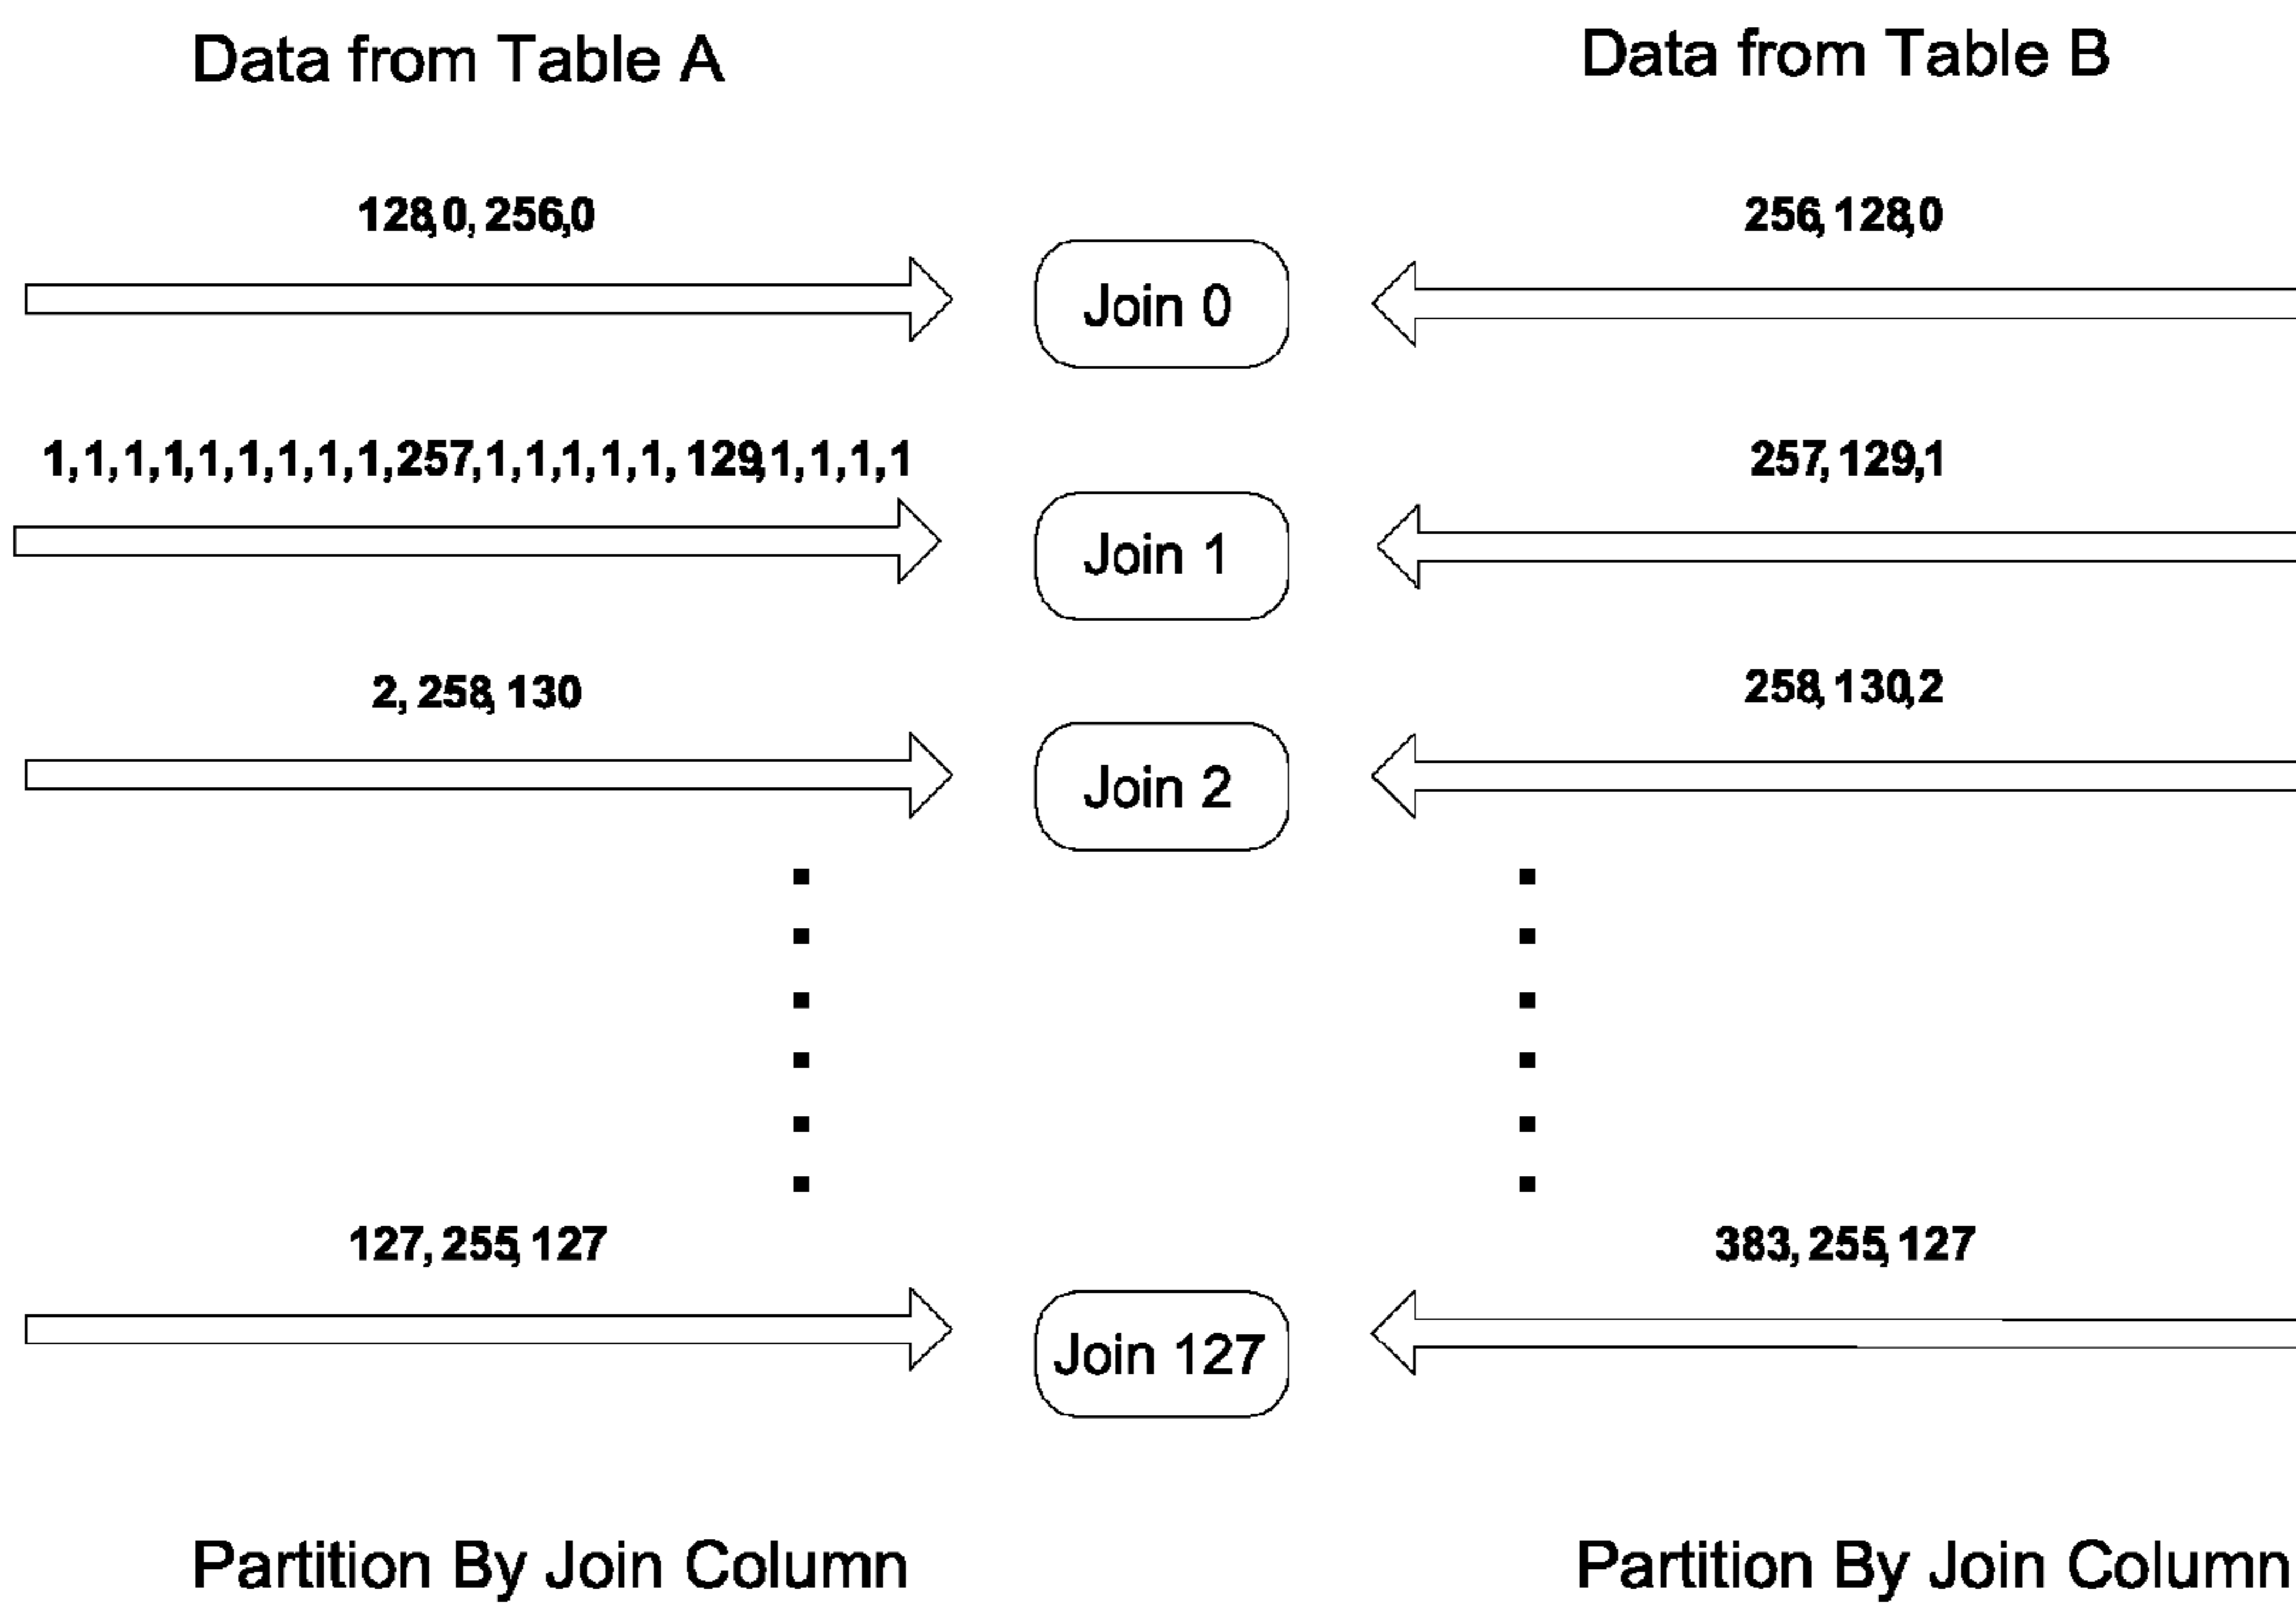 Data from Table A
Data from Table B
128,0, 256,0
256, 128,0
Join 0
1,1,1,1,1,1,1,1,1,257,1,1,1,1,1, 129,1,1,1,1
257, 129,1
Join 1
2, 258, 130
258, 130,2
Join 2
127, 255, 127
383, 255, 127
Join 127
Partition By Join Column
Partition By Join Column